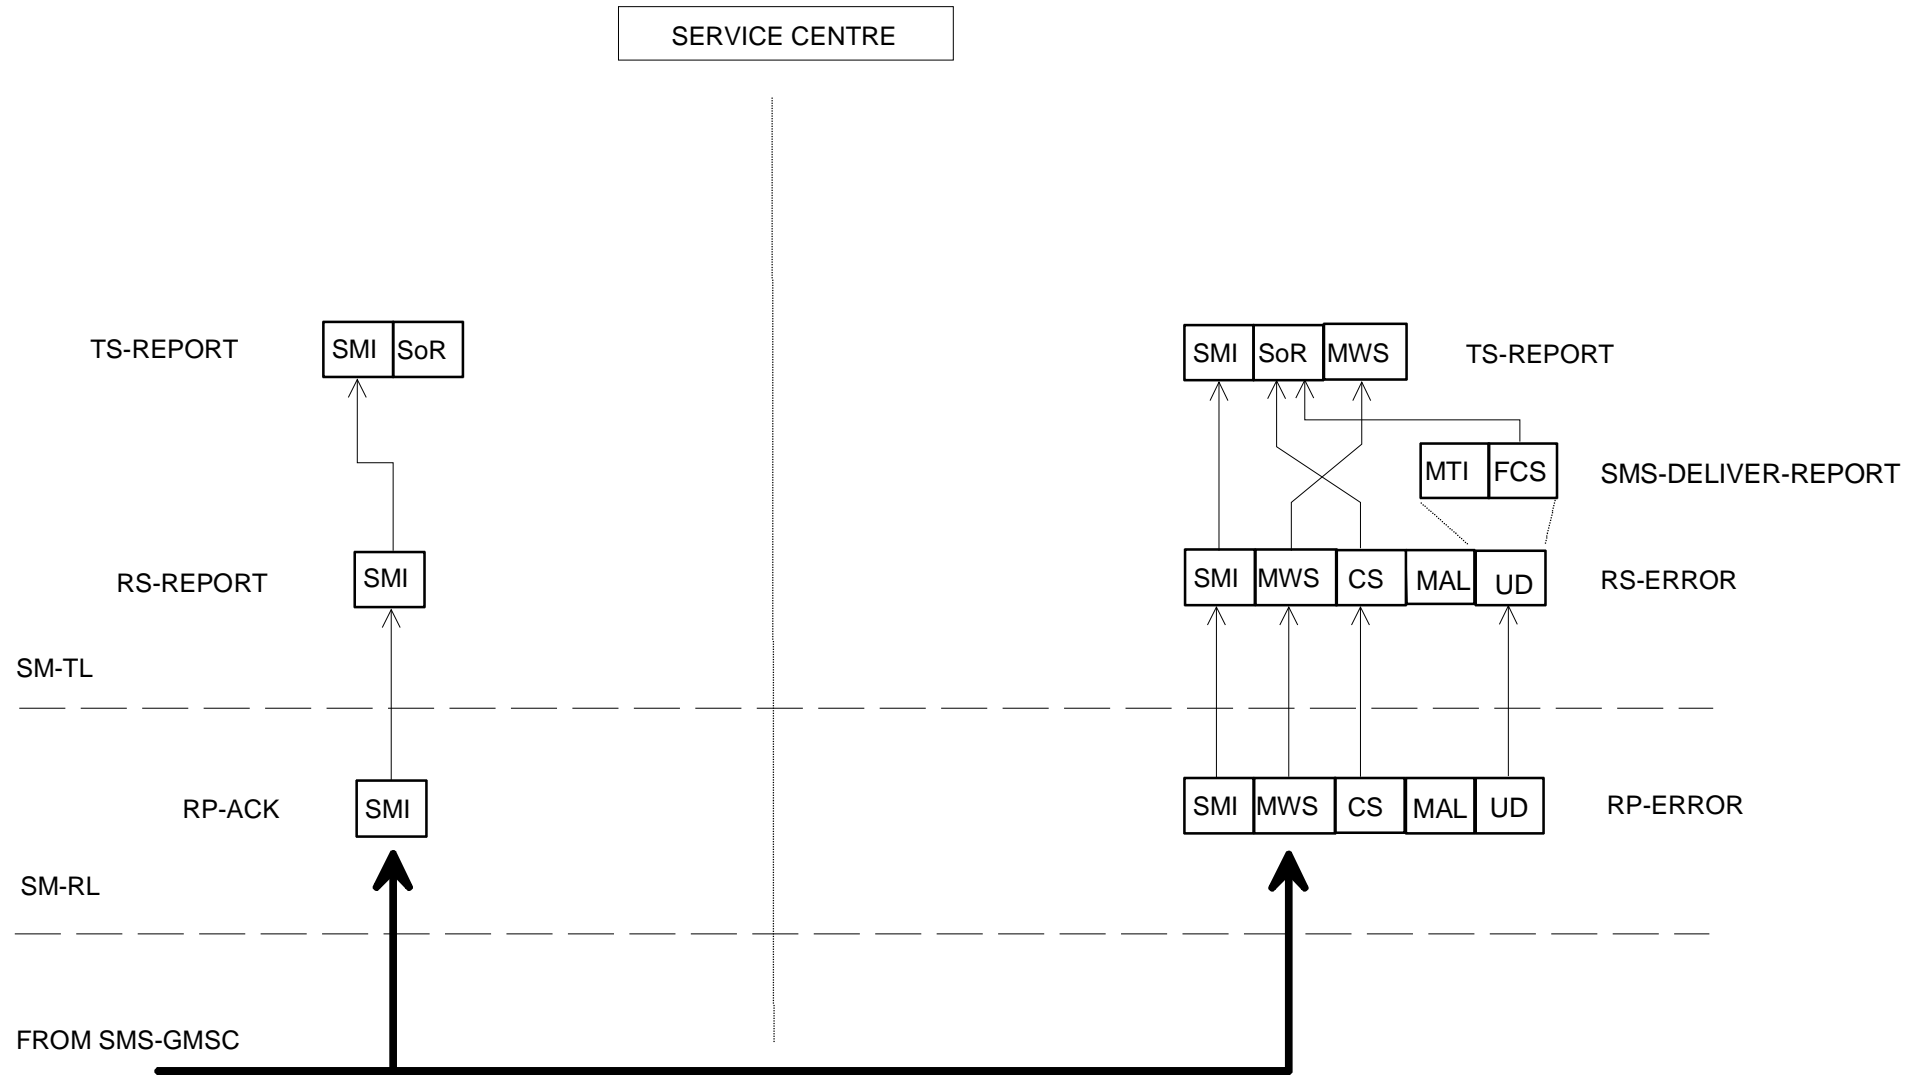 SERVICE CENTRE
TS-REPORT SMI SoR SMI SoR MWS TS-REPORT
MTI FCS SMS-DELIVER-REPORT
RS-REPORT SMI SMI MWS CS MAL UD RS-ERROR
SM-TL
RP-ACK SMI SMI MWS CS MAL UD RP-ERROR
SM-RL
FROM SMS-GMSC